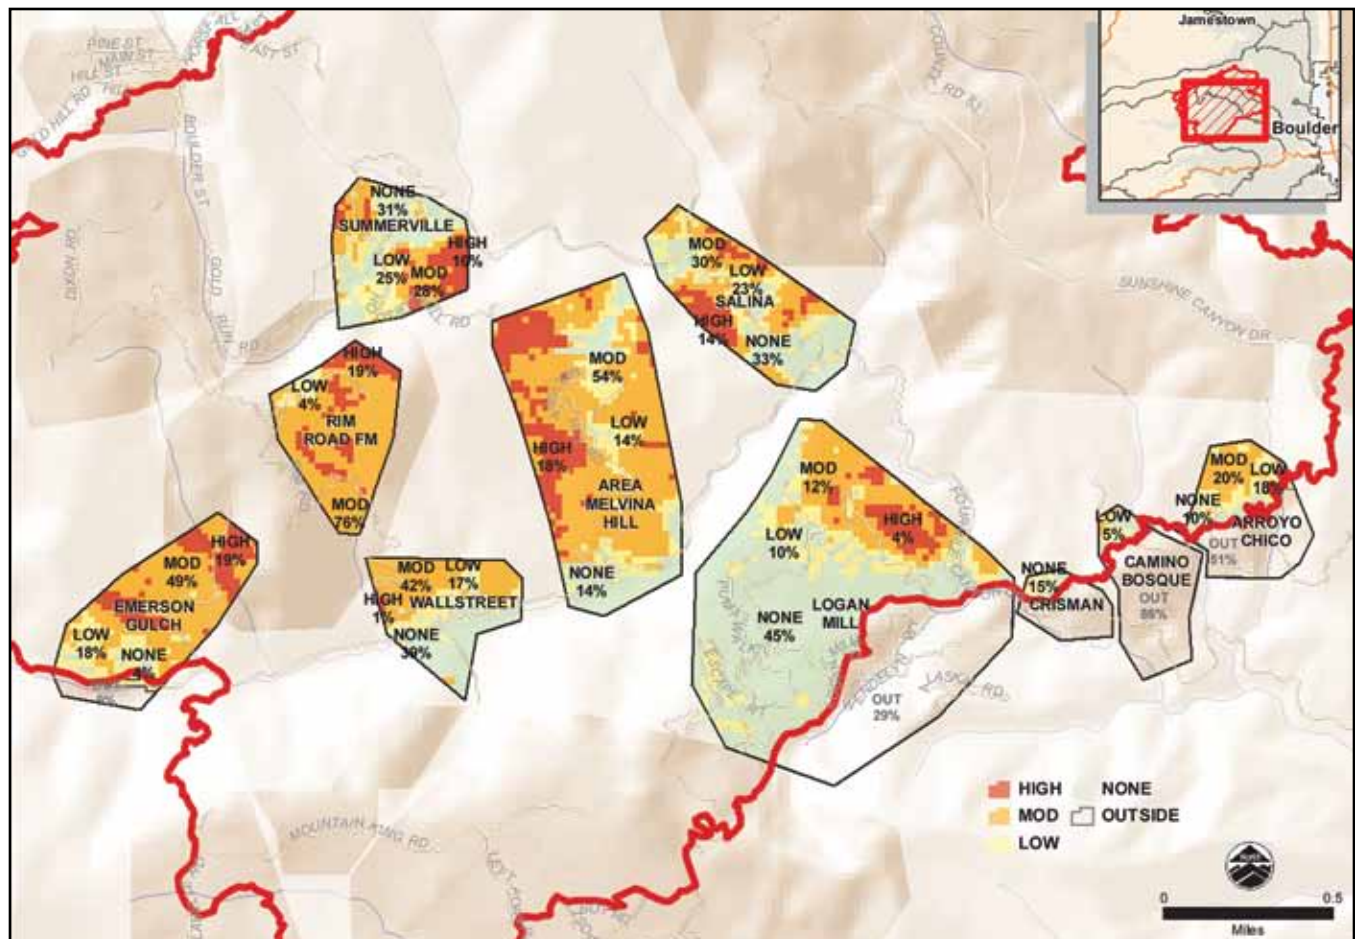 Jamestown
Boulder
PINE ST
MAIN ST
HILL ST
EAST ST
GOLD HILL RD
BOULDER ST
DIXON RD
GOLD
RUN
RD
SUNSHINE CANYON DR
NONE
31%
SUMMERVILLE
HIGH
LOW
25%
MOD
28%
RD
MOD
30%
LOW
23%
SALINA
HIGH
14%
NONE
33%
HIGH
19%
LOW
4%
RIM
ROAD FM
MOD
76%
MOD
54%
LOW
14%
HIGH
18%
AREA
MELVINA
HILL
NONE
14%
MOD
12%
HIGH
4%
LOW
10%
NONE
45%
LOGAN
MILL
OUT
29%
WENDELYN
MOD
20%
LOW
18%
NONE
10%
ARROYO
CHICO
OUT
LOW
5%
CAMINO
BOSQUE
OUT
NONE
15%
CRISMAN
HIGH
19%
MOD
49%
EMERSON
GULCH
LOW
18%
NONE
MOD
42%
LOW
17%
WALLSTREET
HIGH
1%
NONE
MOUNTAIN KING RD
HIGH
MOD
LOW
NONE
OUTSIDE
0
0.5
Miles